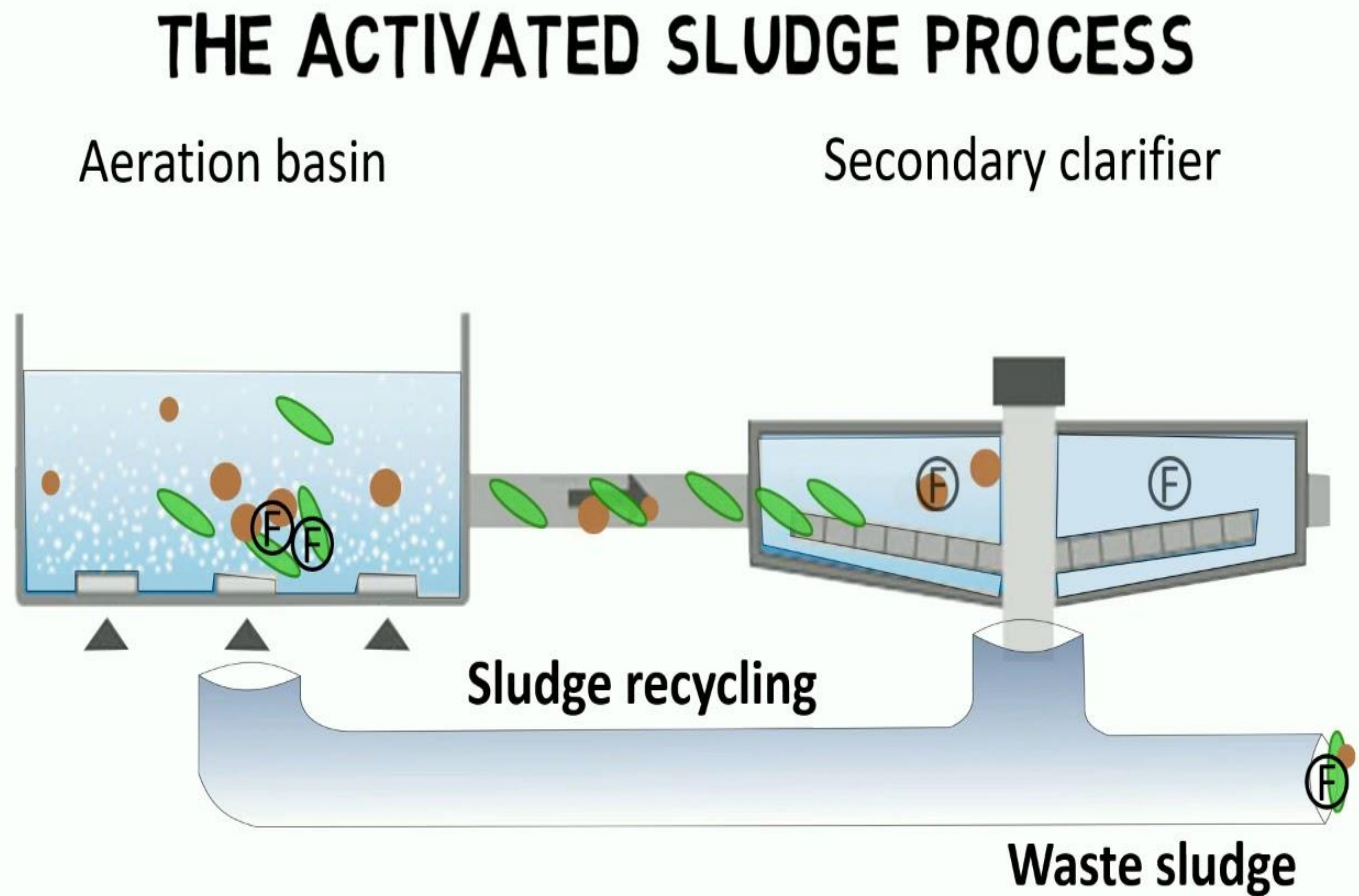 THE ACTIVATED SLUDGE PROCESS
Aeration basin
Secondary clarifier
F
F
F
F
Sludge recycling
F
Waste sludge